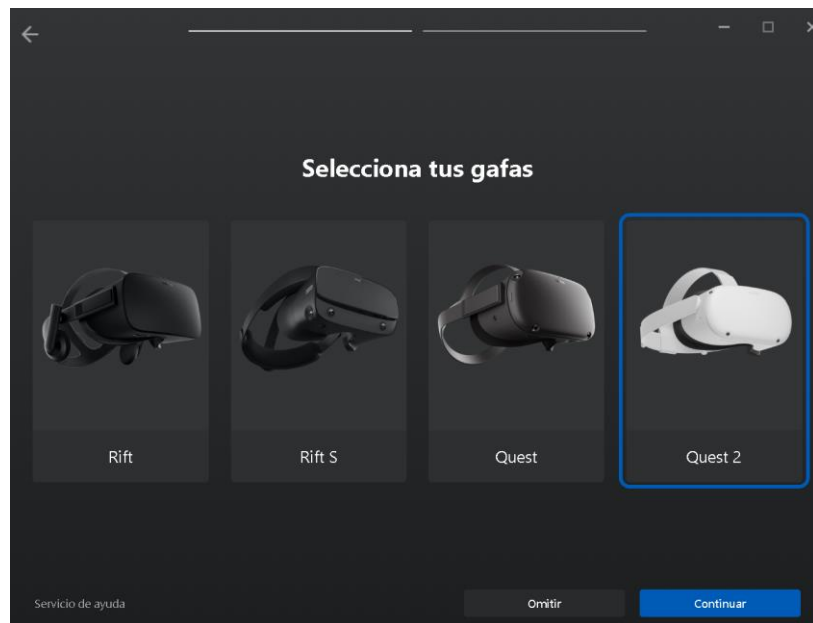 Selecciona tus gafas
Rift
Rift S
Quest
Quest 2
Servicio de ayuda
Omitir
Continuar